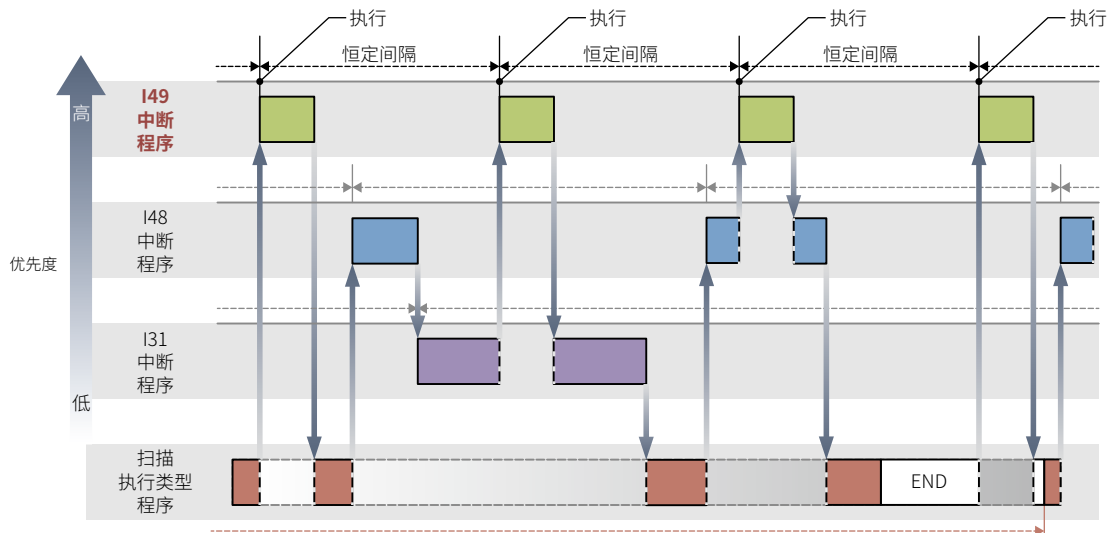 执行
执行
执行
执行
恒定间隔
恒定间隔
恒定间隔
高
I49
中断
程序
I48
中断
程序
优先度
I31
中断
程序
低
扫描
执行类型
程序
END